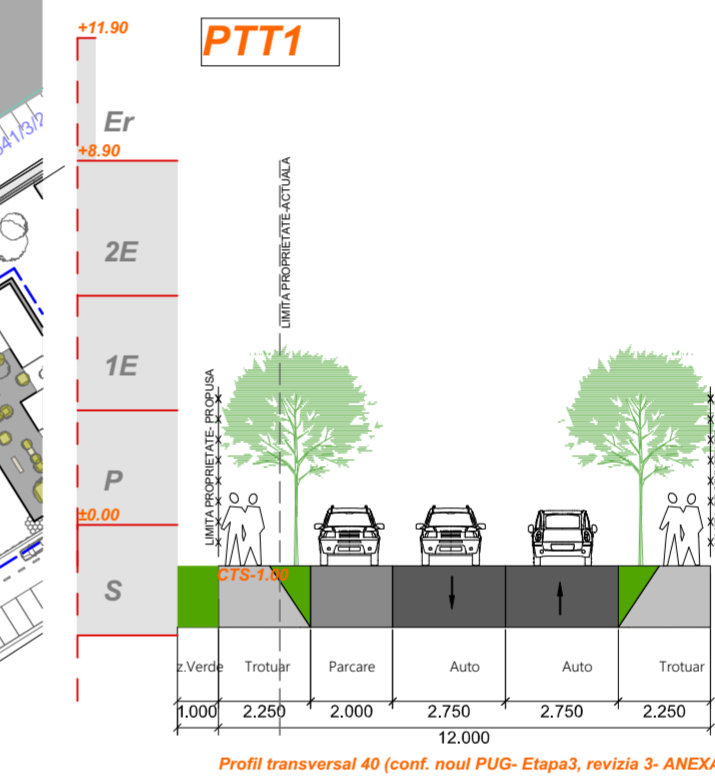 +11.90
PTT1
Er
+8.90
2E
LIMITA PROPRIETATE-ACTUALA
1E
LIMITA PROPRIETATE- PROPUSA
P
±0.00
S
CTS-1.00
z.Verde Trotuar Parcare Auto Auto Trotuar
1.000 2.250 2.000 2.750 2.750 2.250
12.000
Profil transversal 40 (conf. noul PUG- Etapa3, revizia 3- ANEXA